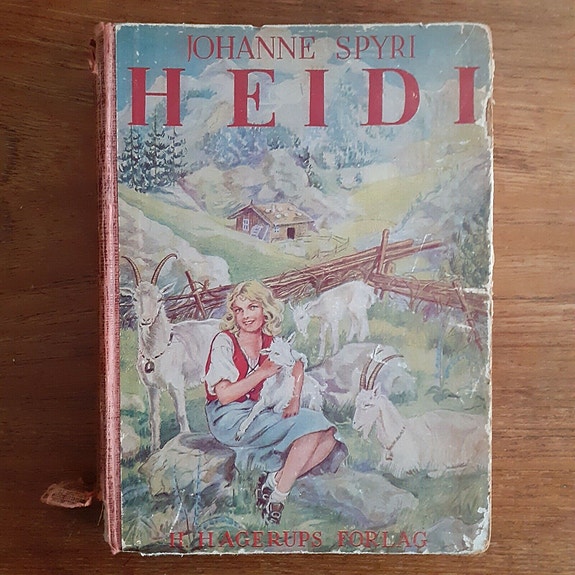 JOHANNE SPYRI
HEIDI
H. HAGERUPS FORLAG